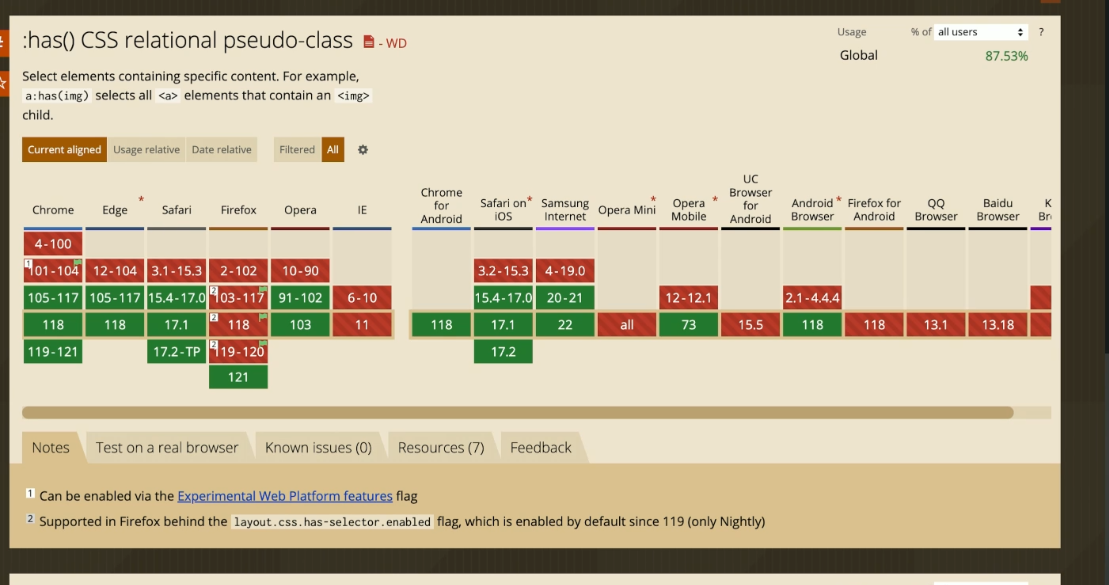 :has() CSS relational pseudo-class - WD
Usage % of all users ?
Global 87.53%
Select elements containing specific content. For example,
a:has(img) selects all <a> elements that contain an <img>
child.
Current aligned Usage relative Date relative Filtered All
Chrome Edge * Safari Firefox Opera IE Chrome for Android Safari on iOS * Samsung Internet Opera Mini * Opera Mobile * UC Browser for Android Android Browser * Firefox for Android QQ Browser Baidu Browser
4-100
1 101-104 12-104 3.1-15.3 2-102 10-90 3.2-15.3 4-19.0
105-117 105-117 15.4-17.0 2 103-117 91-102 6-10 15.4-17.0 20-21 12-12.1 2.1-4.4.4
118 118 17.1 2 118 103 11 118 17.1 22 all 73 15.5 118 118 13.1 13.18
119-121 17.2-TP 2 119-120 17.2
121
Notes Test on a real browser Known issues (0) Resources (7) Feedback
1 Can be enabled via the Experimental Web Platform features flag
2 Supported in Firefox behind the layout.css.has-selector.enabled flag, which is enabled by default since 119 (only Nightly)